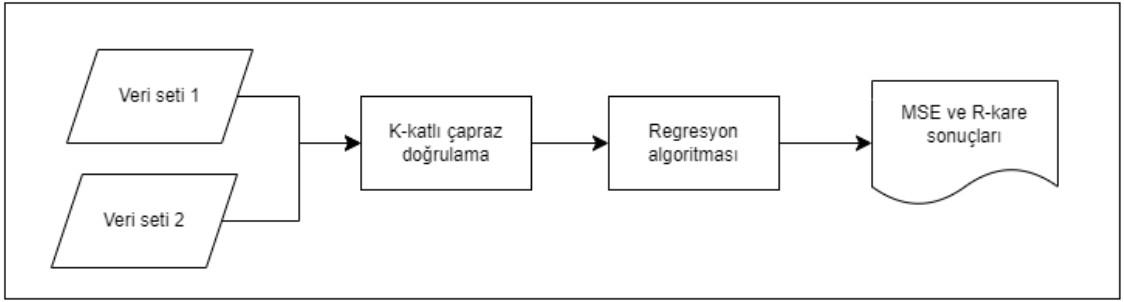 Veri seti 1
Veri seti 2
K-katlı çapraz
doğrulama
Regresyon
algoritması
MSE ve R-kare
sonuçları